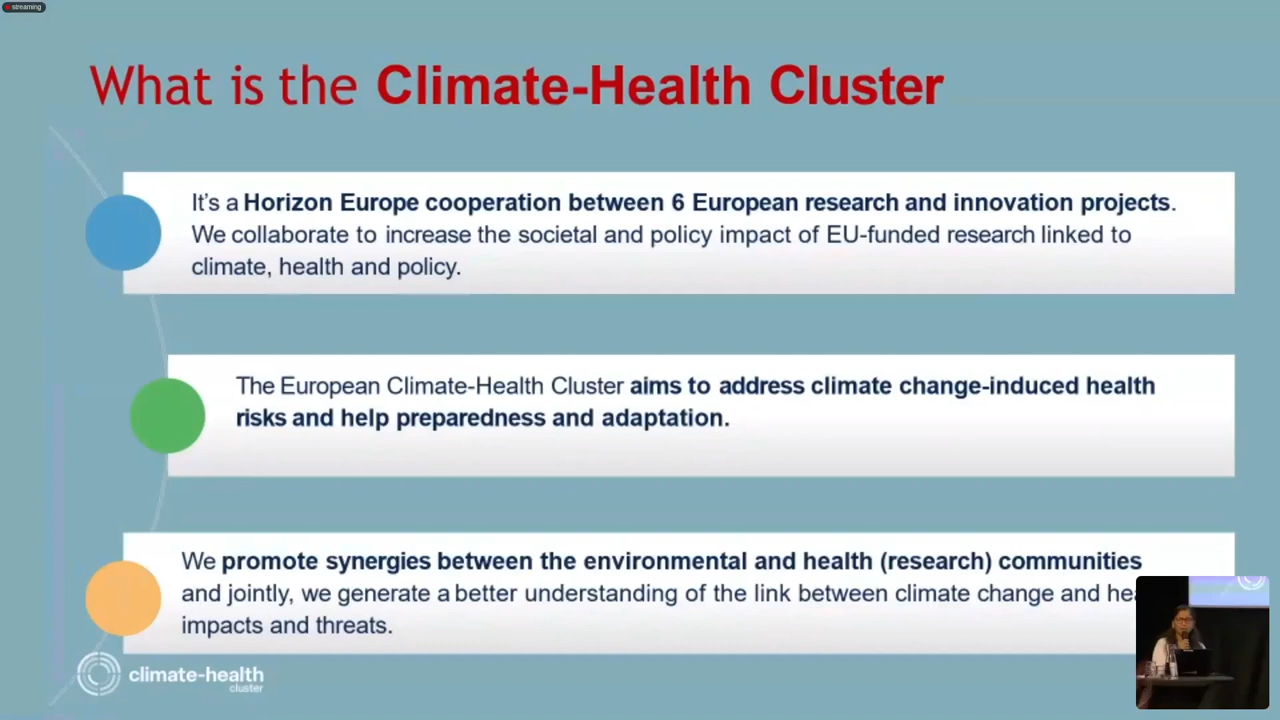 streaming
What is the Climate-Health Cluster
It's a Horizon Europe cooperation between 6 European research and innovation projects.
We collaborate to increase the societal and policy impact of EU-funded research linked to
climate, health and policy.
The European Climate-Health Cluster aims to address climate change-induced health
risks and help preparedness and adaptation.
We promote synergies between the environmental and health (research) communities
and jointly, we generate a better understanding of the link between climate change and
impacts and threats.
climate-health
cluster